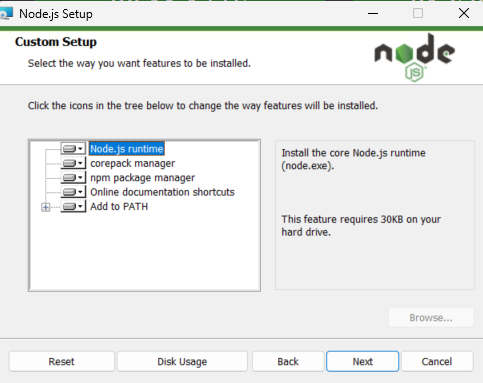 Node.js Setup
Custom Setup
Select the way you want features to be installed.
node
JS
Click the icons in the tree below to change the way features will be installed.
Node.js runtime
corepack manager
npm package manager
Online documentation shortcuts
Add to PATH
Install the core Node.js runtime
(node.exe).
This feature requires 30KB on your
hard drive.
Browse...
Reset
Disk Usage
Back
Next
Cancel